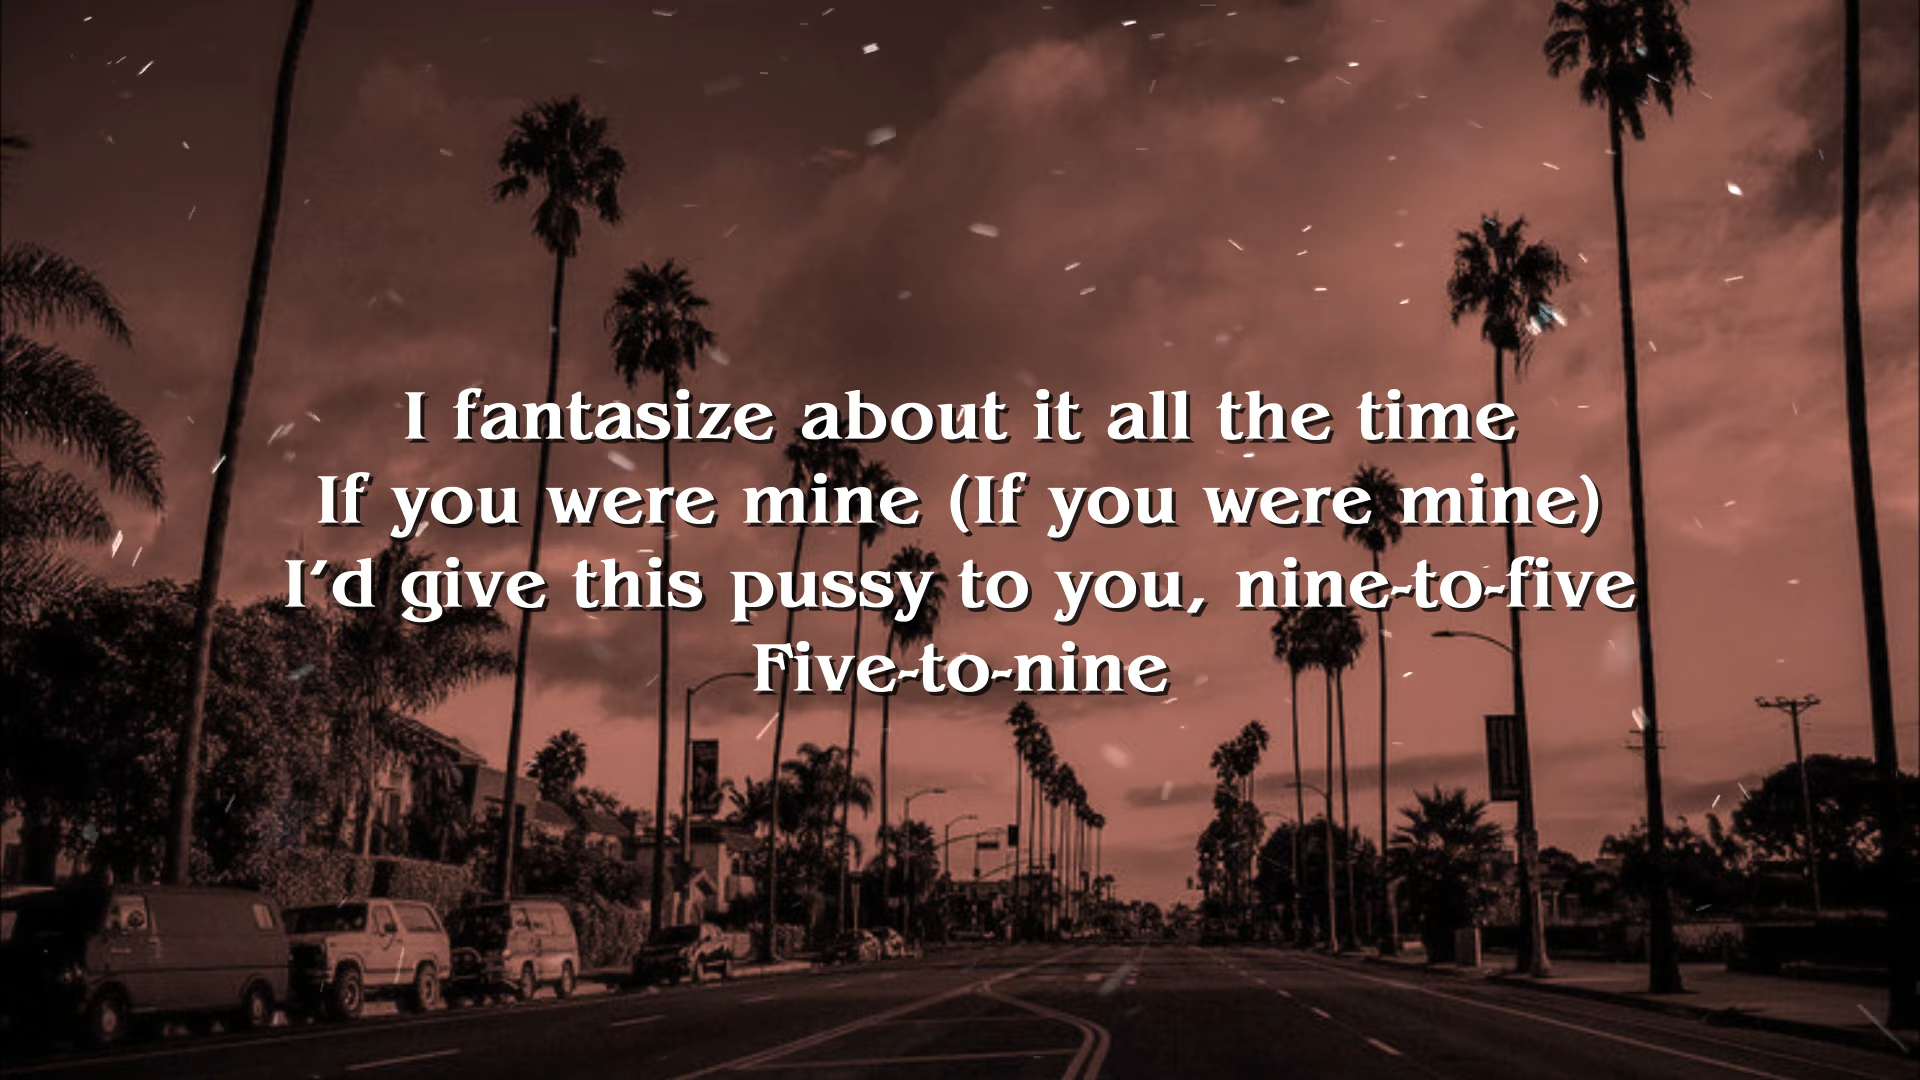 I fantasize about it all the time
If you were mine (If you were mine)
I'd give this pussy to you, nine-to-five
Five-to-nine